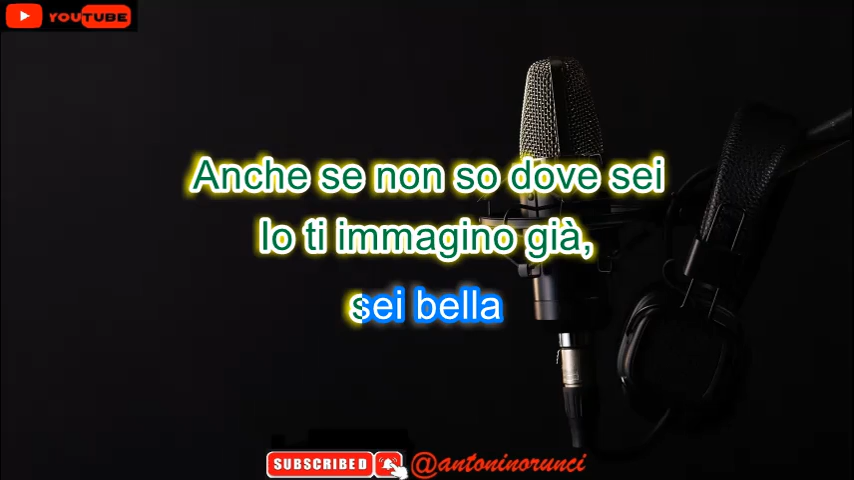 YOUTUBE
Anche se non so dove sei
Io ti immagino già,
sei bella
SUBSCRIBED @antoninorunci